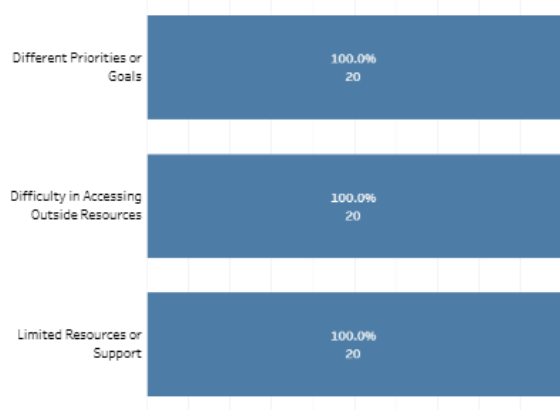 Different Priorities or
Goals
100.0%
20
Difficulty in Accessing
Outside Resources
100.0%
20
Limited Resources or
Support
100.0%
20